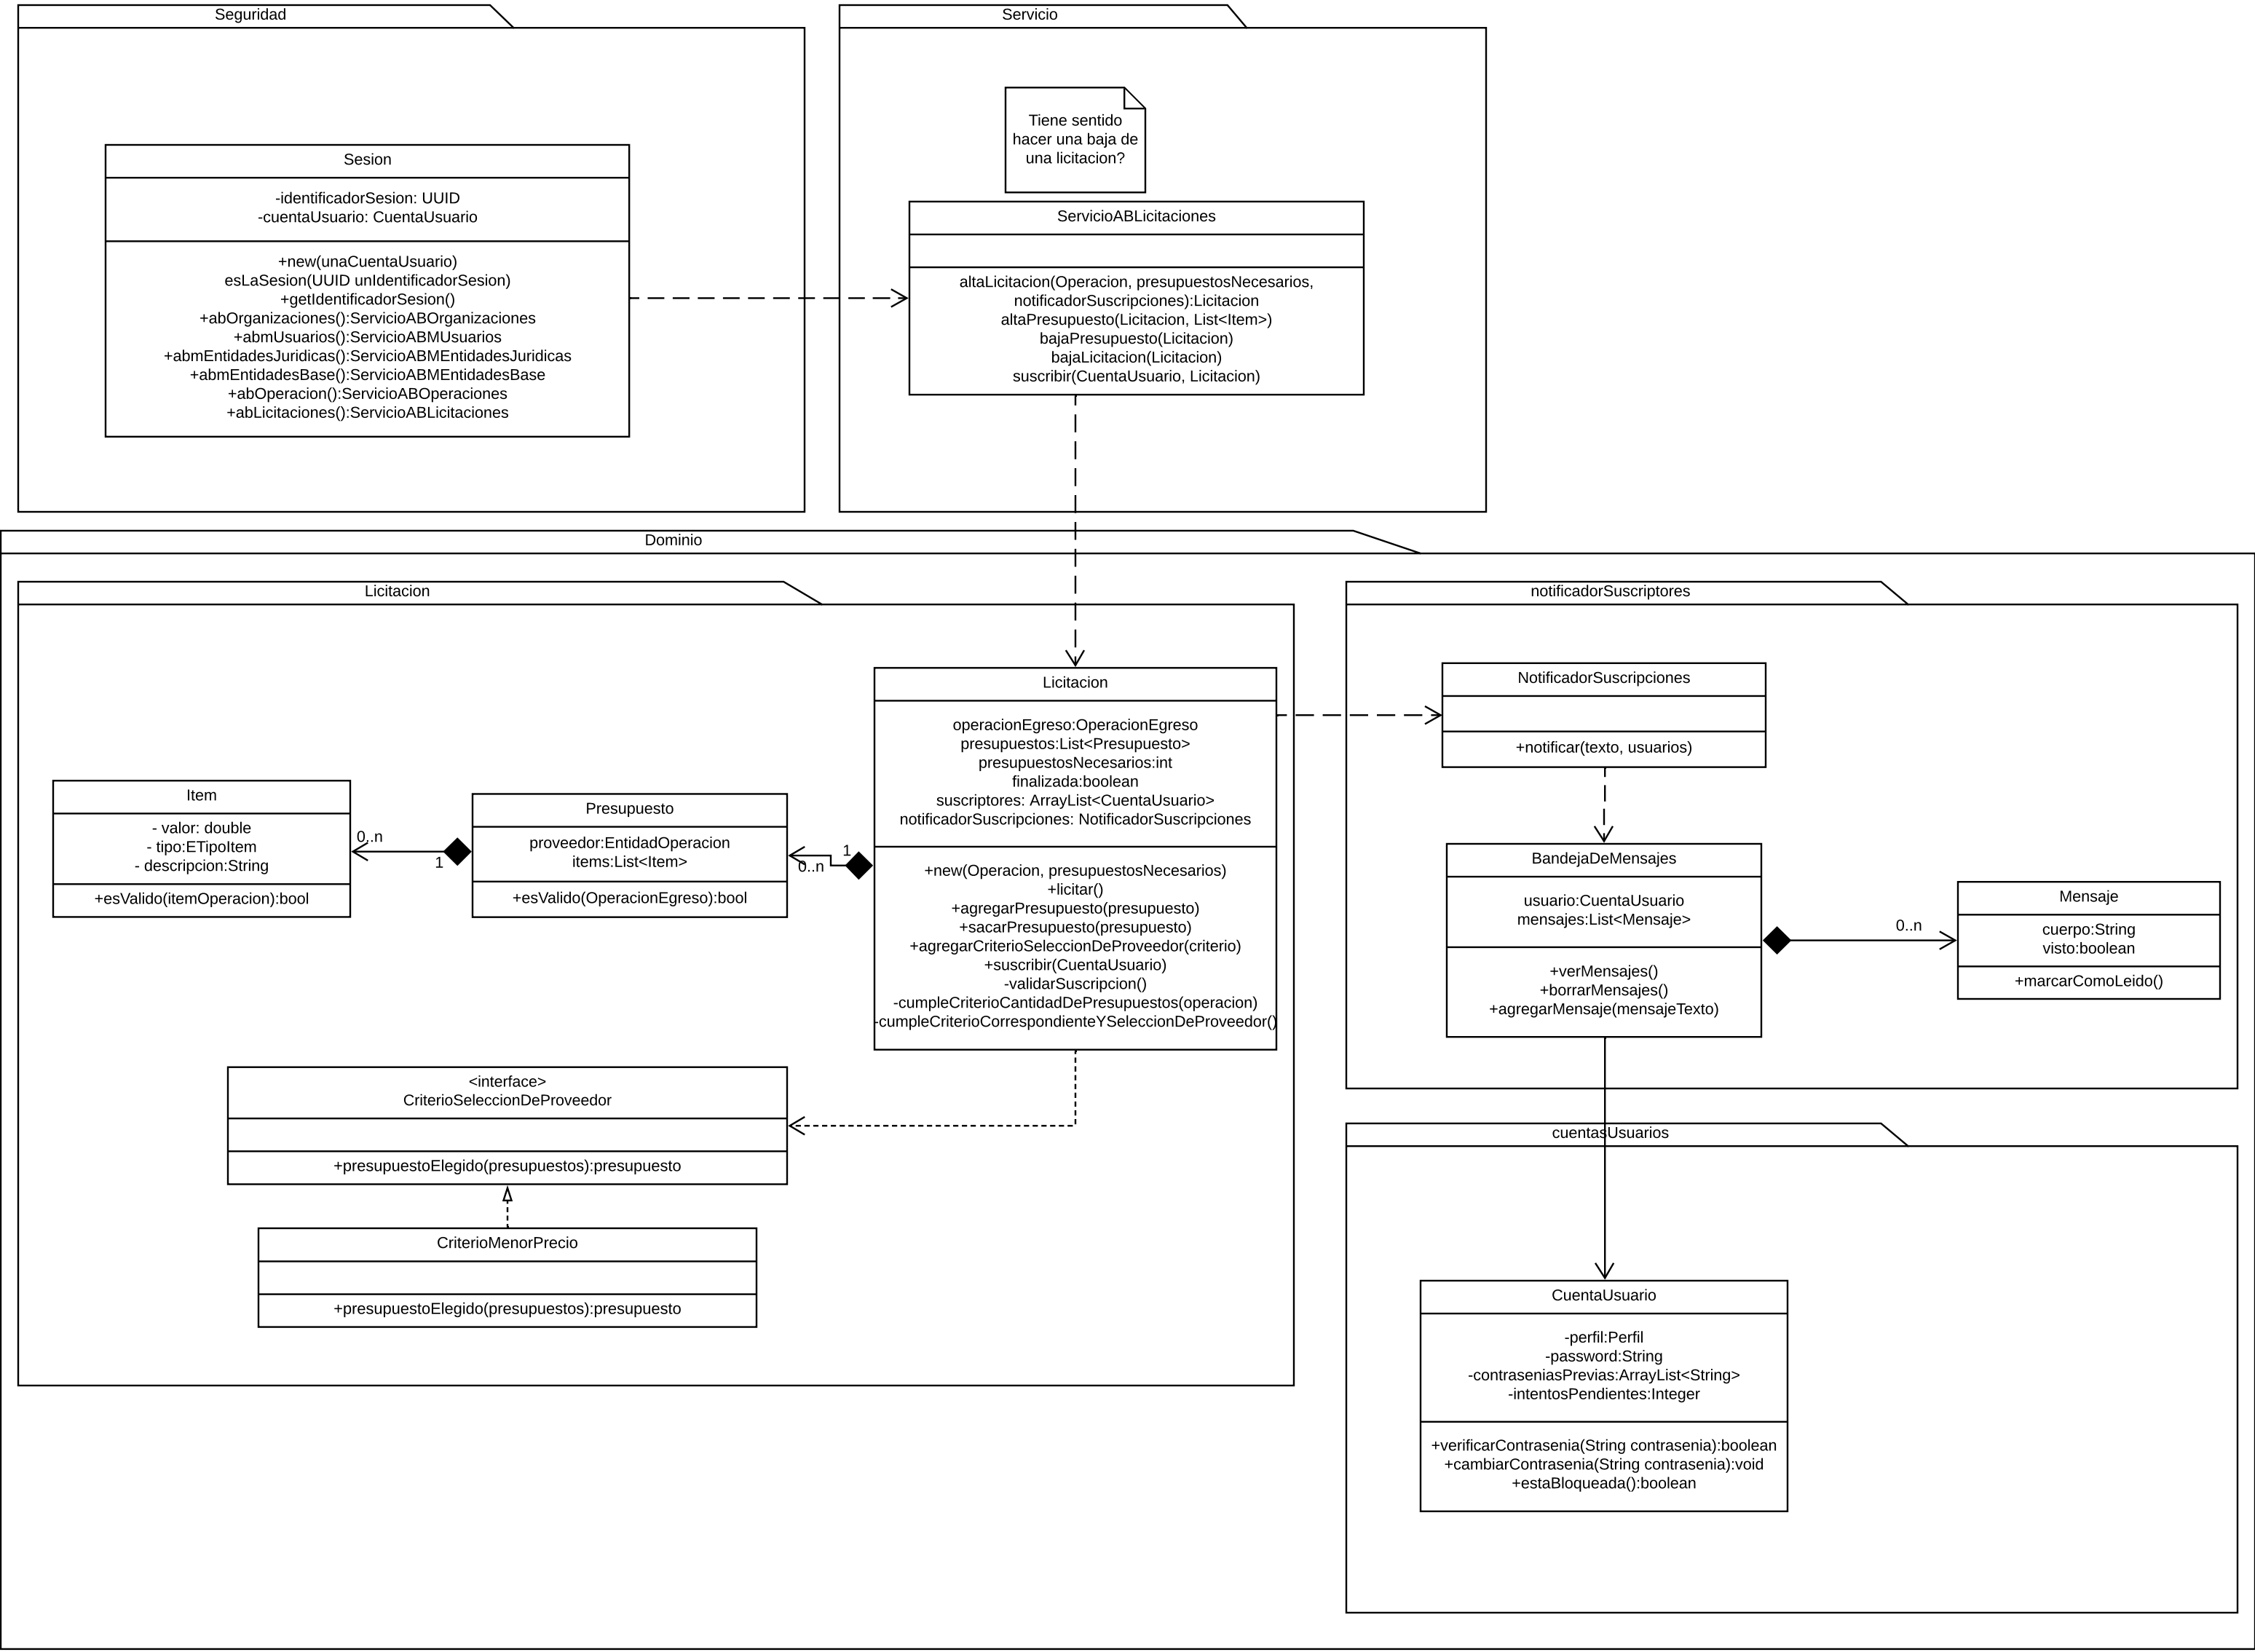 Seguridad
Sesion
-identificadorSesion: UUID
-cuentaUsuario: CuentaUsuario
+new(unaCuentaUsuario)
esLaSesion(UUID unIdentificadorSesion)
+getIdentificadorSesion()
+abOrganizaciones():ServicioABOrganizaciones
+abmUsuarios():ServicioABMUsuarios
+abmEntidadesJuridicas():ServicioABMEntidadesJuridicas
+abmEntidadesBase():ServicioABMEntidadesBase
+abOperacion():ServicioABOperaciones
+abLicitaciones():ServicioABLicitaciones
Servicio
Tiene sentido
hacer una baja de
una licitacion?
ServicioABLicitaciones
altaLicitacion(Operacion, presupuestosNecesarios,
notificadorSuscripciones):Licitacion
altaPresupuesto(Licitacion, List<Item>)
bajaPresupuesto(Licitacion)
bajaLicitacion(Licitacion)
suscribir(CuentaUsuario, Licitacion)
Dominio
Licitacion
Item
- valor: double
- tipo:ETipoItem
- descripcion:String
+esValido(itemOperacion):bool
0..n
1
Presupuesto
proveedor:EntidadOperacion
items:List<Item>
+esValido(OperacionEgreso):bool
1
0..n
Licitacion
operacionEgreso:OperacionEgreso
presupuestos:List<Presupuesto>
presupuestosNecesarios:int
finalizada:boolean
suscriptores: ArrayList<CuentaUsuario>
notificadorSuscripciones: NotificadorSuscripciones
+new(Operacion, presupuestosNecesarios)
+licitar()
+agregarPresupuesto(presupuesto)
+sacarPresupuesto(presupuesto)
+agregarCriterioSeleccionDeProveedor(criterio)
+suscribir(CuentaUsuario)
-validarSuscripcion()
-cumpleCriterioCantidadDePresupuestos(operacion)
-cumpleCriterioCorrespondienteYSeleccionDeProveedor()
<interface>
CriterioSeleccionDeProveedor
+presupuestoElegido(presupuestos):presupuesto
CriterioMenorPrecio
+presupuestoElegido(presupuestos):presupuesto
notificadorSuscriptores
NotificadorSuscripciones
+notificar(texto, usuarios)
BandejaDeMensajes
usuario:CuentaUsuario
mensajes:List<Mensaje>
+verMensajes()
+borrarMensajes()
+agregarMensaje(mensajeTexto)
0..n
Mensaje
cuerpo:String
visto:boolean
+marcarComoLeido()
cuentasUsuarios
CuentaUsuario
-perfil:Perfil
-password:String
-contraseniasPrevias:ArrayList<String>
-intentosPendientes:Integer
+verificarContrasenia(String contrasenia):boolean
+cambiarContrasenia(String contrasenia):void
+estaBloqueada():boolean